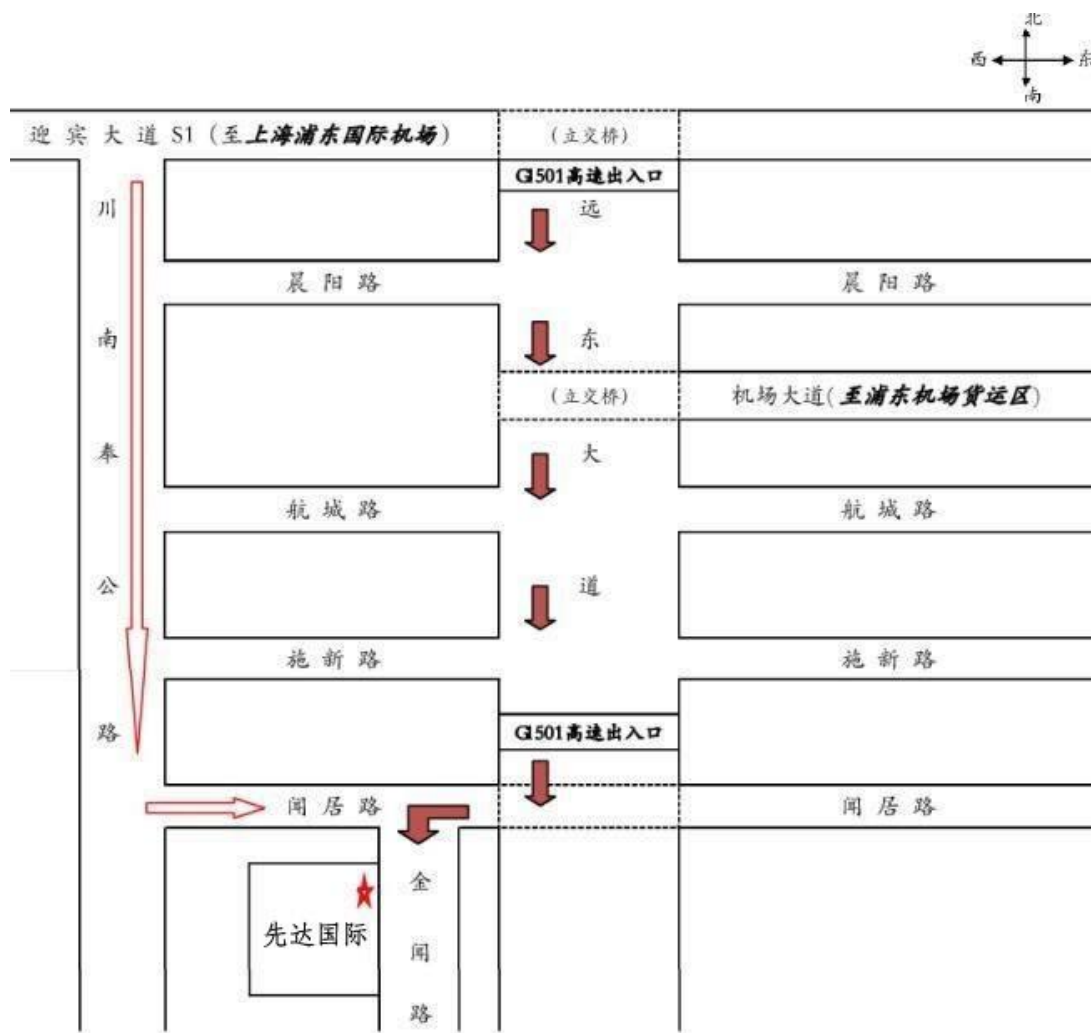 北
西 东
南
迎宾大道 S1 (至上海浦东国际机场)
(立交桥)
G1501高速出入口
川南奉公路
远东大道
晨阳路
晨阳路
(立交桥)
机场大道(至浦东机场货运区)
航城路
航城路
施新路
施新路
G1501高速出入口
闻居路
闻居路
金闻路
先达国际